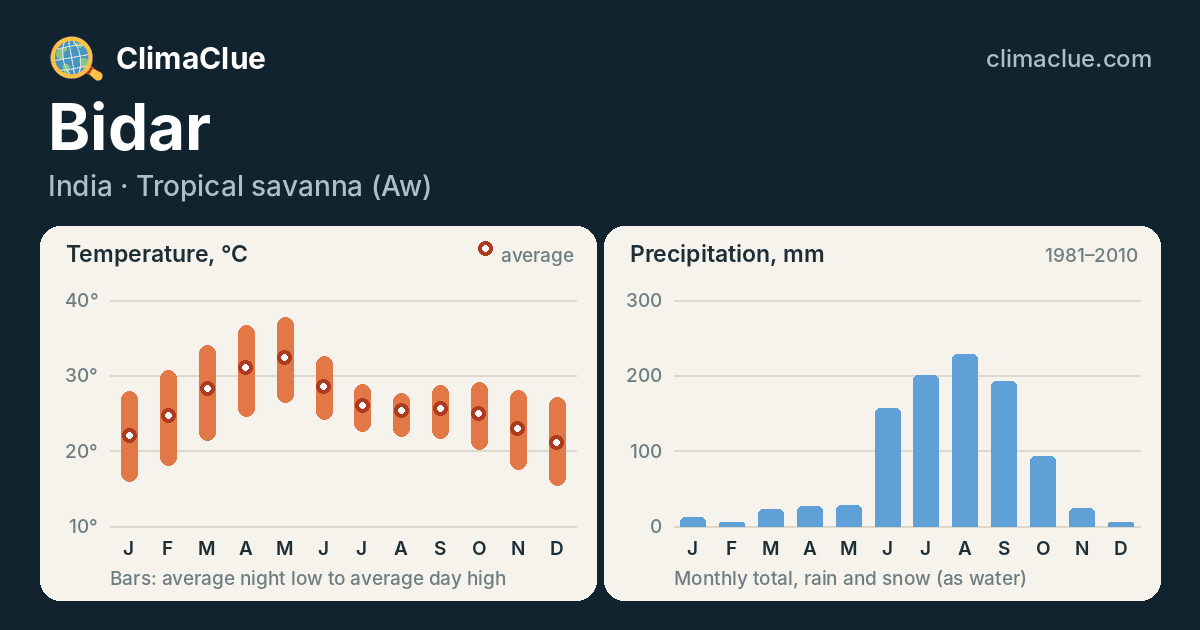 ClimaClue
climaclue.com
Bidar
India · Tropical savanna (Aw)
Temperature, °C
average
40°
30°
20°
10°
J F M A M J J A S O N D
Bars: average night low to average day high
Precipitation, mm
1981–2010
300
200
100
0
J F M A M J J A S O N D
Monthly total, rain and snow (as water)